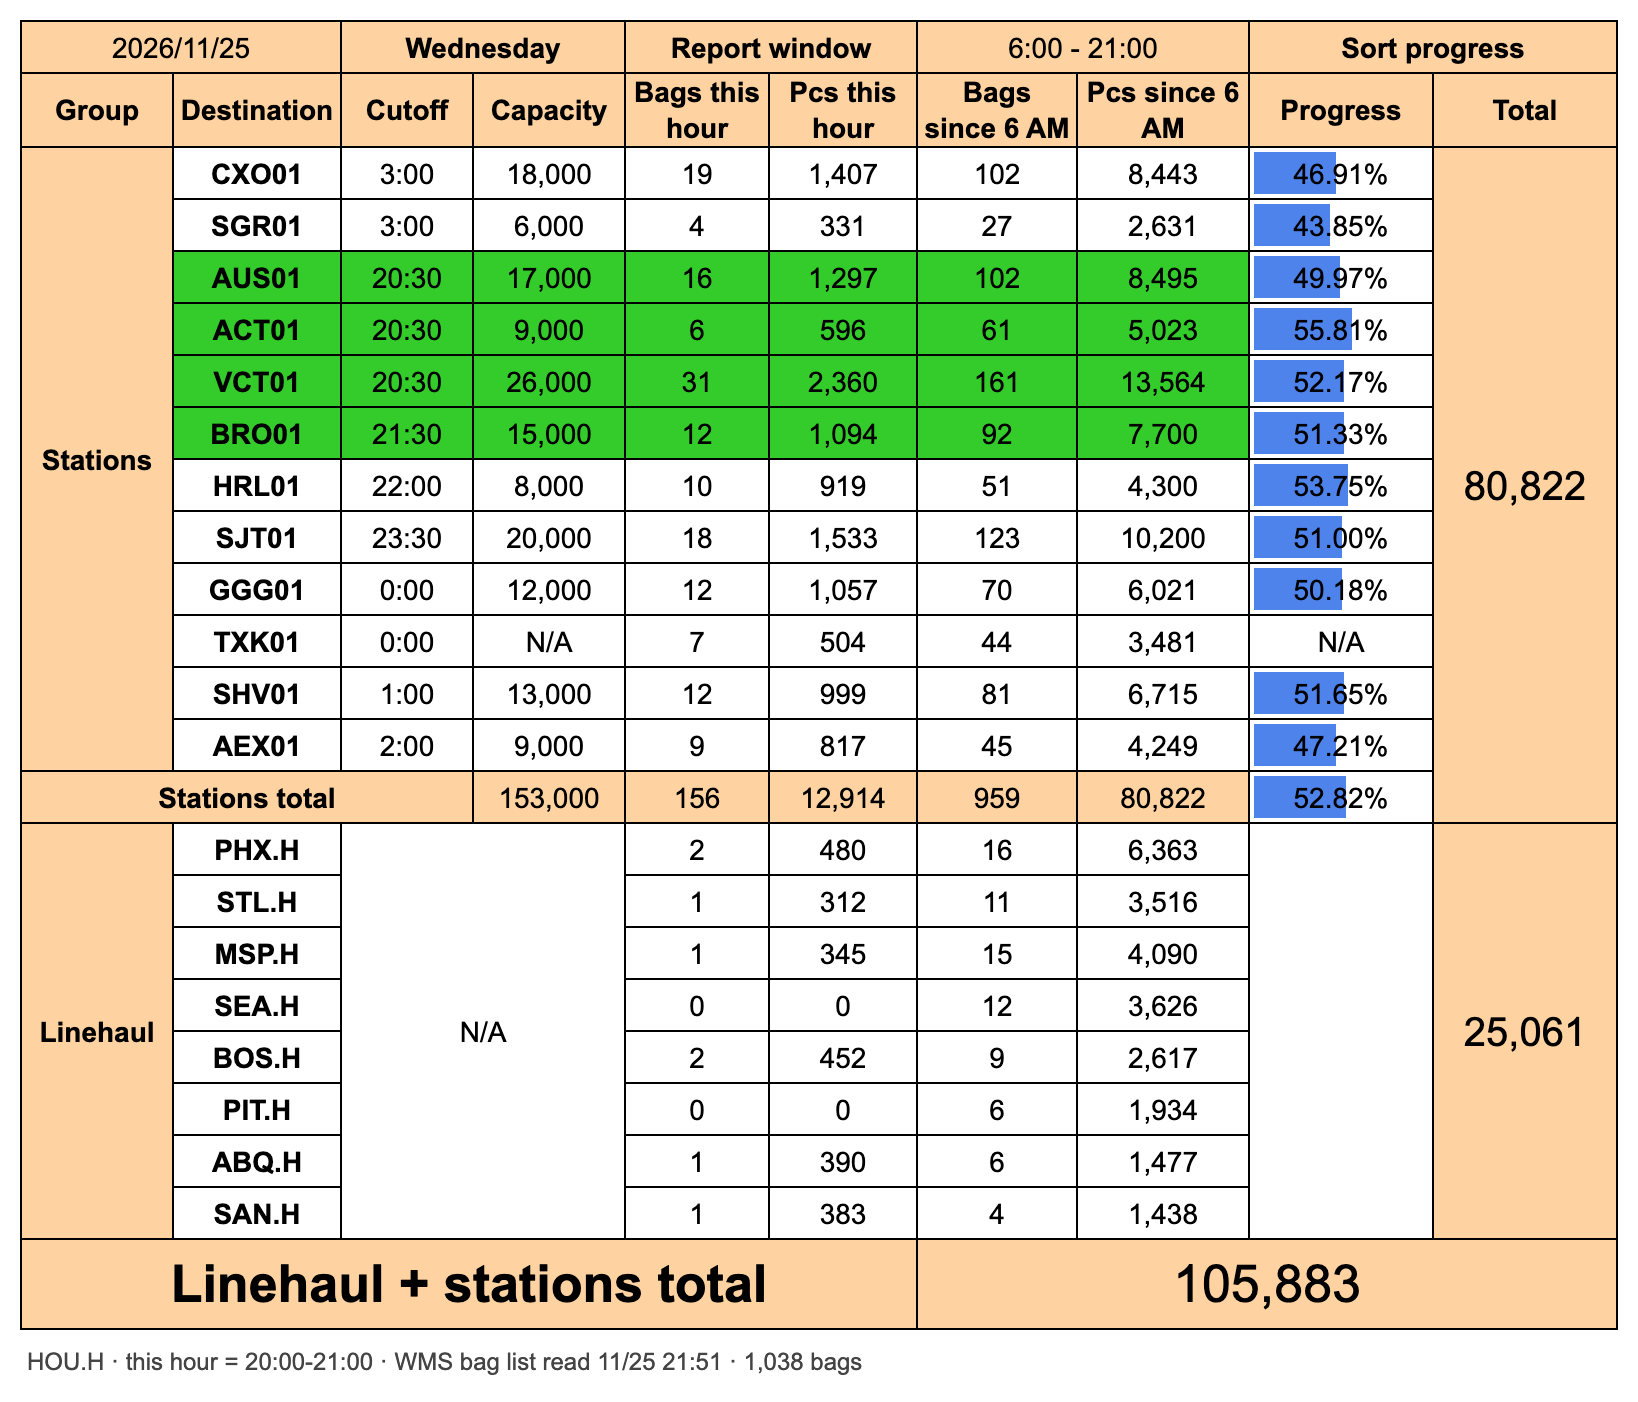 2026/11/25 Wednesday Report window 6:00 - 21:00 Sort progress
Group Destination Cutoff Capacity Bags this hour Pcs this hour Bags since 6 AM Pcs since 6 AM Progress Total
Stations
CXO01 3:00 18,000 19 1,407 102 8,443 46.91%
SGR01 3:00 6,000 4 331 27 2,631 43.85%
AUS01 20:30 17,000 16 1,297 102 8,495 49.97%
ACT01 20:30 9,000 6 596 61 5,023 55.81%
VCT01 20:30 26,000 31 2,360 161 13,564 52.17%
BRO01 21:30 15,000 12 1,094 92 7,700 51.33%
HRL01 22:00 8,000 10 919 51 4,300 53.75%
SJT01 23:30 20,000 18 1,533 123 10,200 51.00%
GGG01 0:00 12,000 12 1,057 70 6,021 50.18%
TXK01 0:00 N/A 7 504 44 3,481 N/A
SHV01 1:00 13,000 12 999 81 6,715 51.65%
AEX01 2:00 9,000 9 817 45 4,249 47.21%
80,822
Stations total 153,000 156 12,914 959 80,822 52.82%
Linehaul
PHX.H 2 480 16 6,363
STL.H 1 312 11 3,516
MSP.H 1 345 15 4,090
SEA.H 0 0 12 3,626
N/A
BOS.H 2 452 9 2,617
PIT.H 0 0 6 1,934
ABQ.H 1 390 6 1,477
SAN.H 1 383 4 1,438
25,061
Linehaul + stations total 105,883
HOU.H · this hour = 20:00-21:00 · WMS bag list read 11/25 21:51 · 1,038 bags